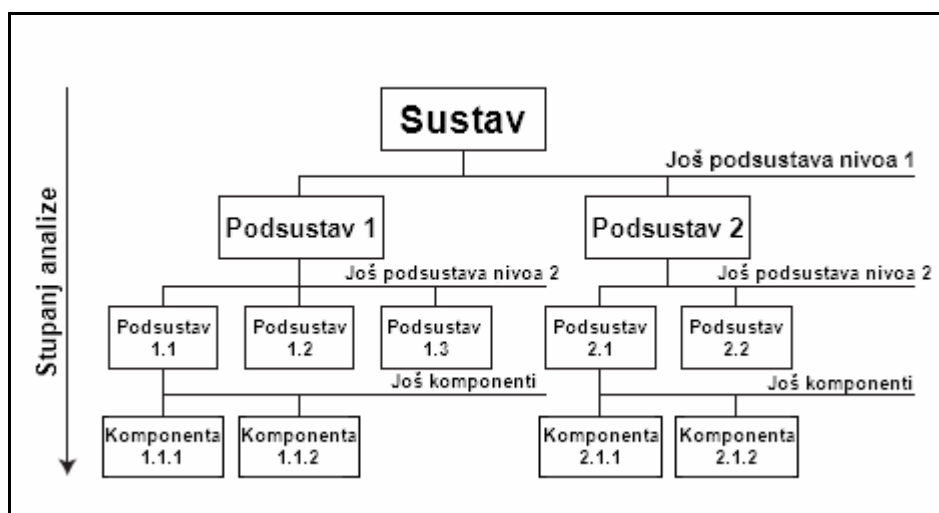 Sustav
Još podsustava nivoa 1
Podsustav 1
Podsustav 2
Još podsustava nivoa 2
Još podsustava nivoa 2
Podsustav
1.1
Podsustav
1.2
Podsustav
1.3
Podsustav
2.1
Podsustav
2.2
Još komponenti
Još komponenti
Komponenta
1.1.1
Komponenta
1.1.2
Komponenta
2.1.1
Komponenta
2.1.2
Stupanj analize